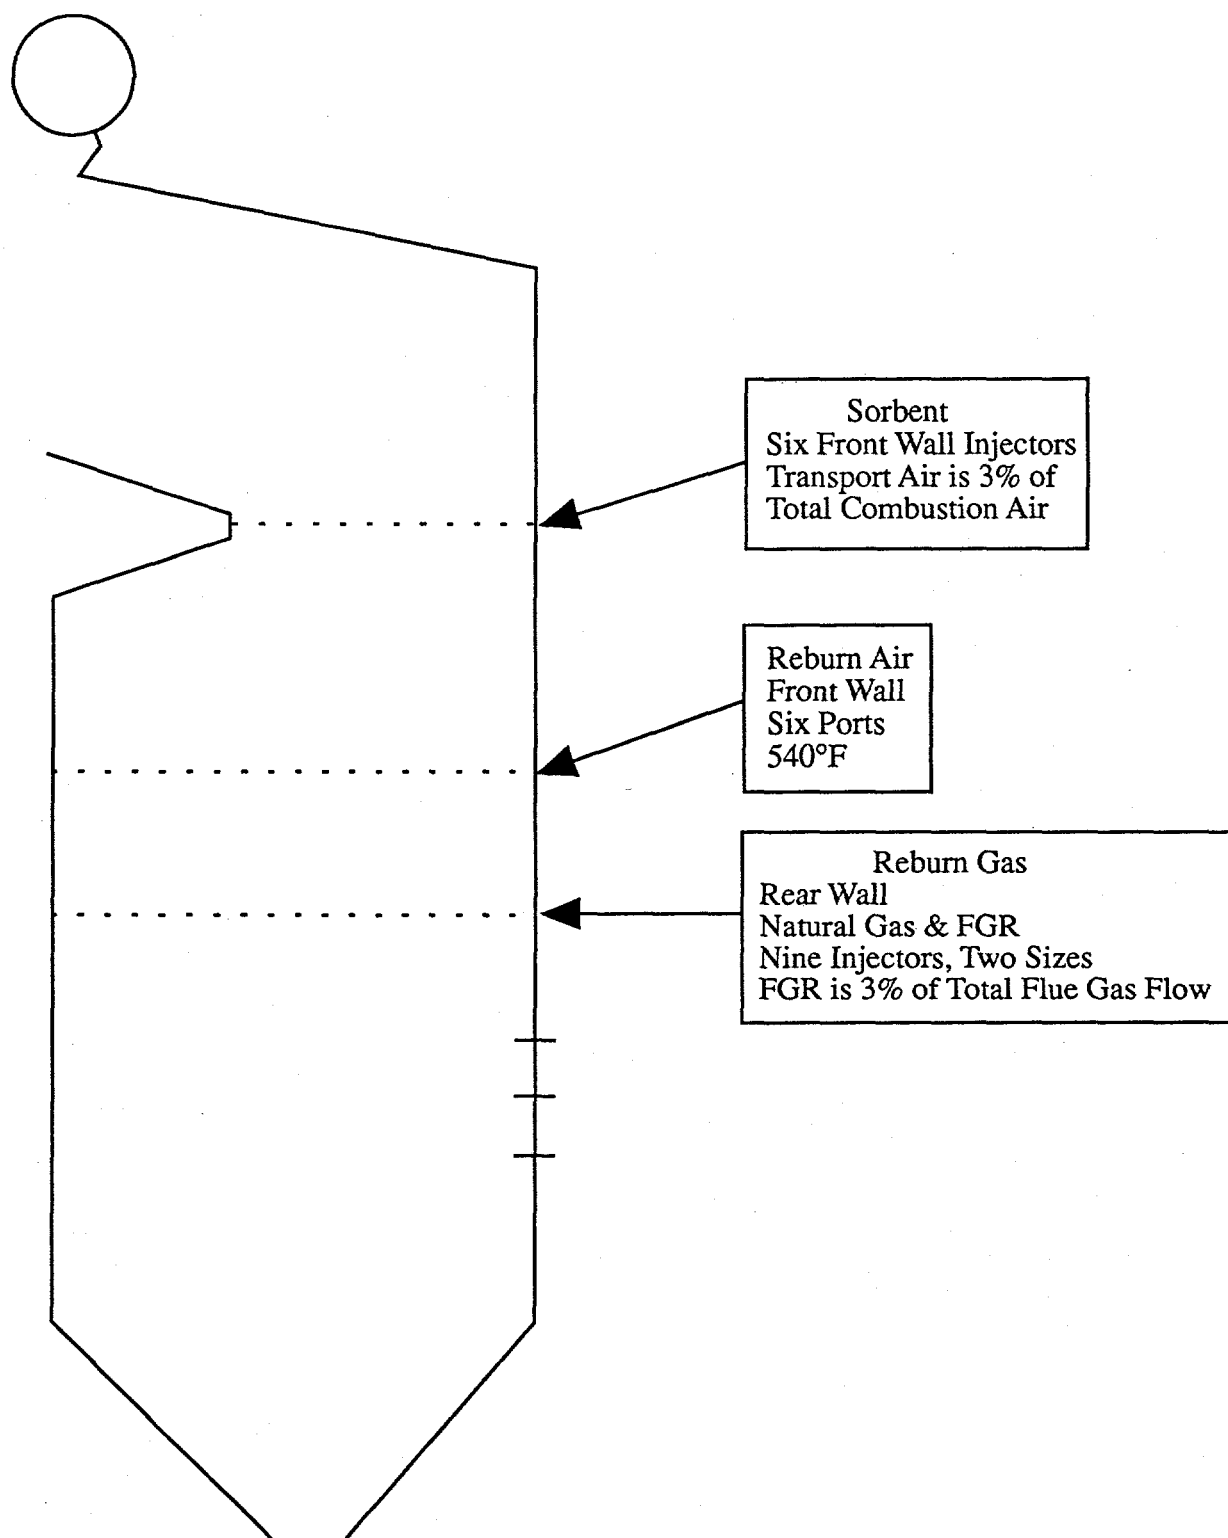 Sorbent
Six Front Wall Injectors
Transport Air is 3% of
Total Combustion Air
Reburn Air
Front Wall
Six Ports
540°F
Reburn Gas
Rear Wall
Natural Gas & FGR
Nine Injectors, Two Sizes
FGR is 3% of Total Flue Gas Flow